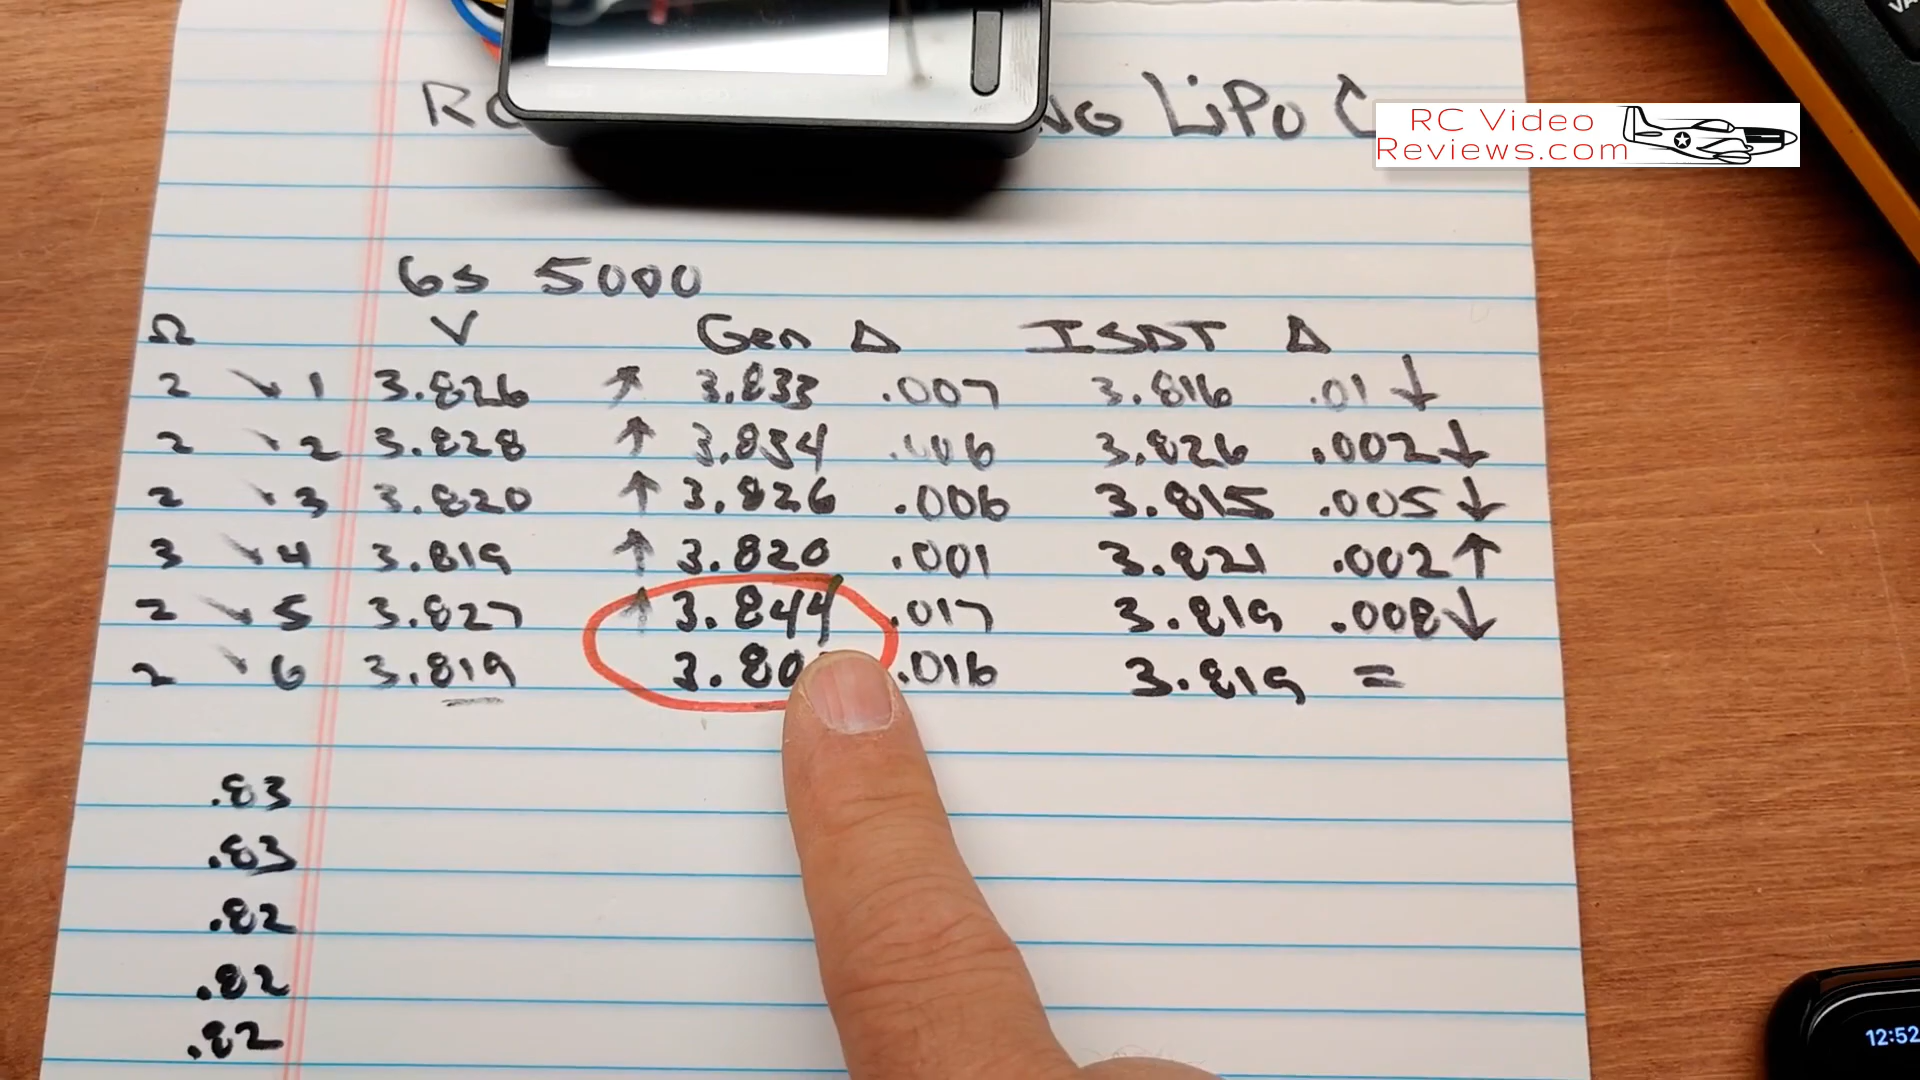 LiPo
RC Video
Reviews.com
6s 5000
Ω V Gen Δ ISDT Δ
2 ↘1 3.826 ↗ 3.833 .007 3.816 .01 ↓
2 ↘2 3.828 ↑ 3.834 .006 3.826 .002 ↓
2 ↘3 3.820 ↑ 3.826 .006 3.815 .005 ↓
3 ↘4 3.819 ↑ 3.820 .001 3.821 .002 ↑
2 ↘5 3.827 ↑ 3.844 .017 3.819 .008 ↓
2 ↘6 3.819 3.80 .016 3.819 =
.83
.83
.82
.82
.82
12:52